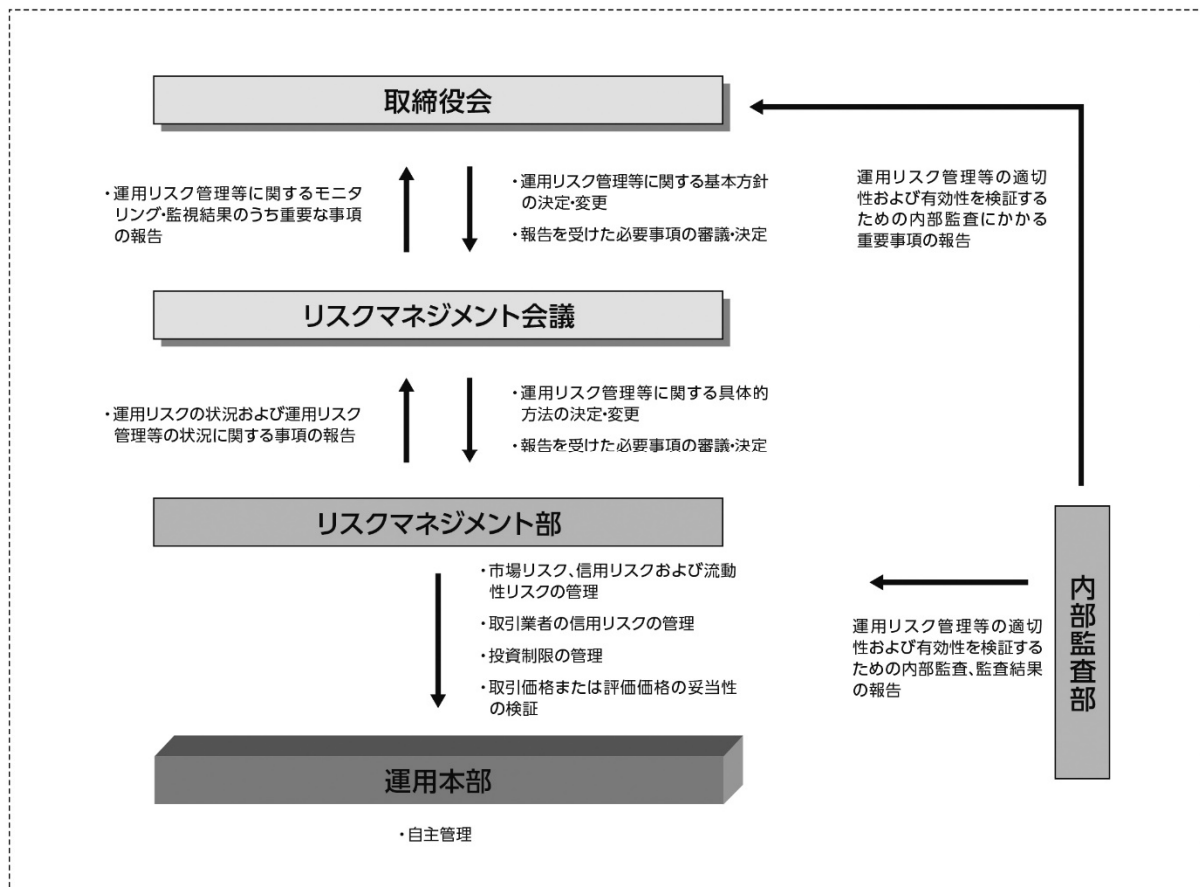 取締役会
・運用リスク管理等に関するモニタ
リング・監視結果のうち重要な事項
の報告
・運用リスク管理等に関する基本方針
の決定・変更
・報告を受けた必要事項の審議・決定
運用リスク管理等の適切
性および有効性を検証する
ための内部監査にかかる
重要事項の報告
リスクマネジメント会議
・運用リスクの状況および運用リスク
管理等の状況に関する事項の報告
・運用リスク管理等に関する具体的
方法の決定・変更
・報告を受けた必要事項の審議・決定
リスクマネジメント部
・市場リスク、信用リスクおよび流動
性リスクの管理
・取引業者の信用リスクの管理
・投資制限の管理
・取引価格または評価価格の妥当性
の検証
運用リスク管理等の適切
性および有効性を検証する
ための内部監査、監査結果
の報告
内部監査部
運用本部
・自主管理